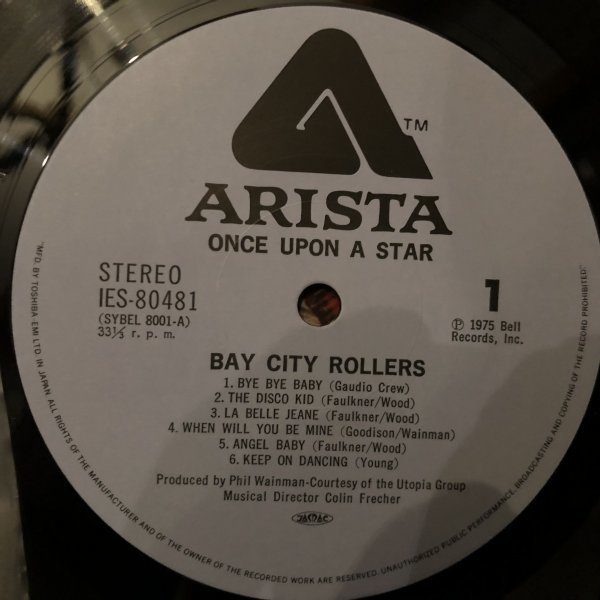 TM
ARISTA
ONCE UPON A STAR
STEREO
IES-80481
(SYBEL 8001-A)
33⅓ r. p. m.
1
Ⓟ 1975 Bell
Records, Inc.
BAY CITY ROLLERS
1. BYE BYE BABY (Gaudio Crew)
2. THE DISCO KID (Faulkner/Wood)
3. LA BELLE JEANE (Faulkner/Wood)
4. WHEN WILL YOU BE MINE (Goodison/Wainman)
5. ANGEL BABY (Faulkner/Wood)
6. KEEP ON DANCING (Young)
Produced by Phil Wainman-Courtesy of the Utopia Group
Musical Director Colin Frecher
JASRAC
"MFD. BY TOSHIBA-EMI LTD. IN JAPAN. ALL RIGHTS OF THE MANUFACTURER AND OF THE OWNER OF THE RECORDED WORK ARE RESERVED. UNAUTHORIZED PUBLIC PERFORMANCE, BROADCASTING AND COPYING OF THE RECORD PROHIBITED."